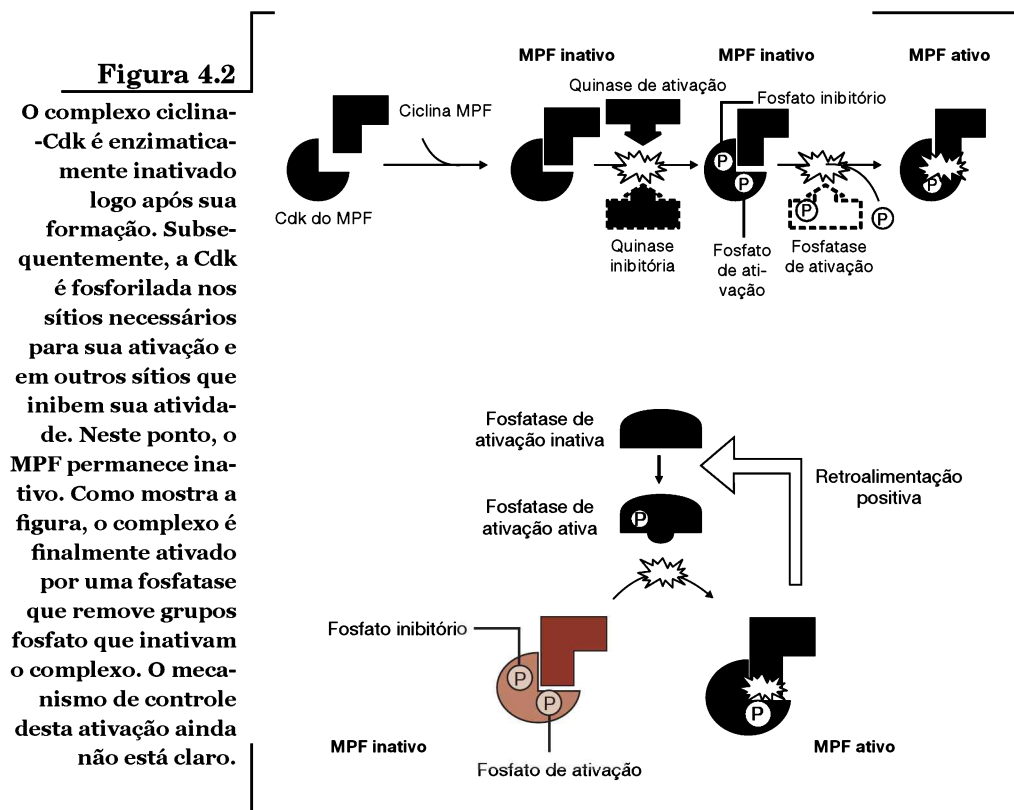 Figura 4.2
O complexo ciclina-
-Cdk é enzimatica-
mente inativado
logo após sua
formação. Subse-
quentemente, a Cdk
é fosforilada nos
sítios necessários
para sua ativação e
em outros sítios que
inibem sua ativida-
de. Neste ponto, o
MPF permanece ina-
tivo. Como mostra a
figura, o complexo é
finalmente ativado
por uma fosfatase
que remove grupos
fosfato que inativam
o complexo. O meca-
nismo de controle
desta ativação ainda
não está claro.
MPF inativo
MPF inativo
MPF ativo
Quinase de ativação
Fosfato inibitório
Ciclina MPF
Cdk do MPF
P
P
P
P
P
Quinase
inibitória
Fosfato
de ati-
vação
Fosfatase
de ativação
Fosfatase de
ativação inativa
Retroalimentação
positiva
Fosfatase de
ativação ativa
P
Fosfato inibitório
P
P
P
MPF inativo
MPF ativo
Fosfato de ativação